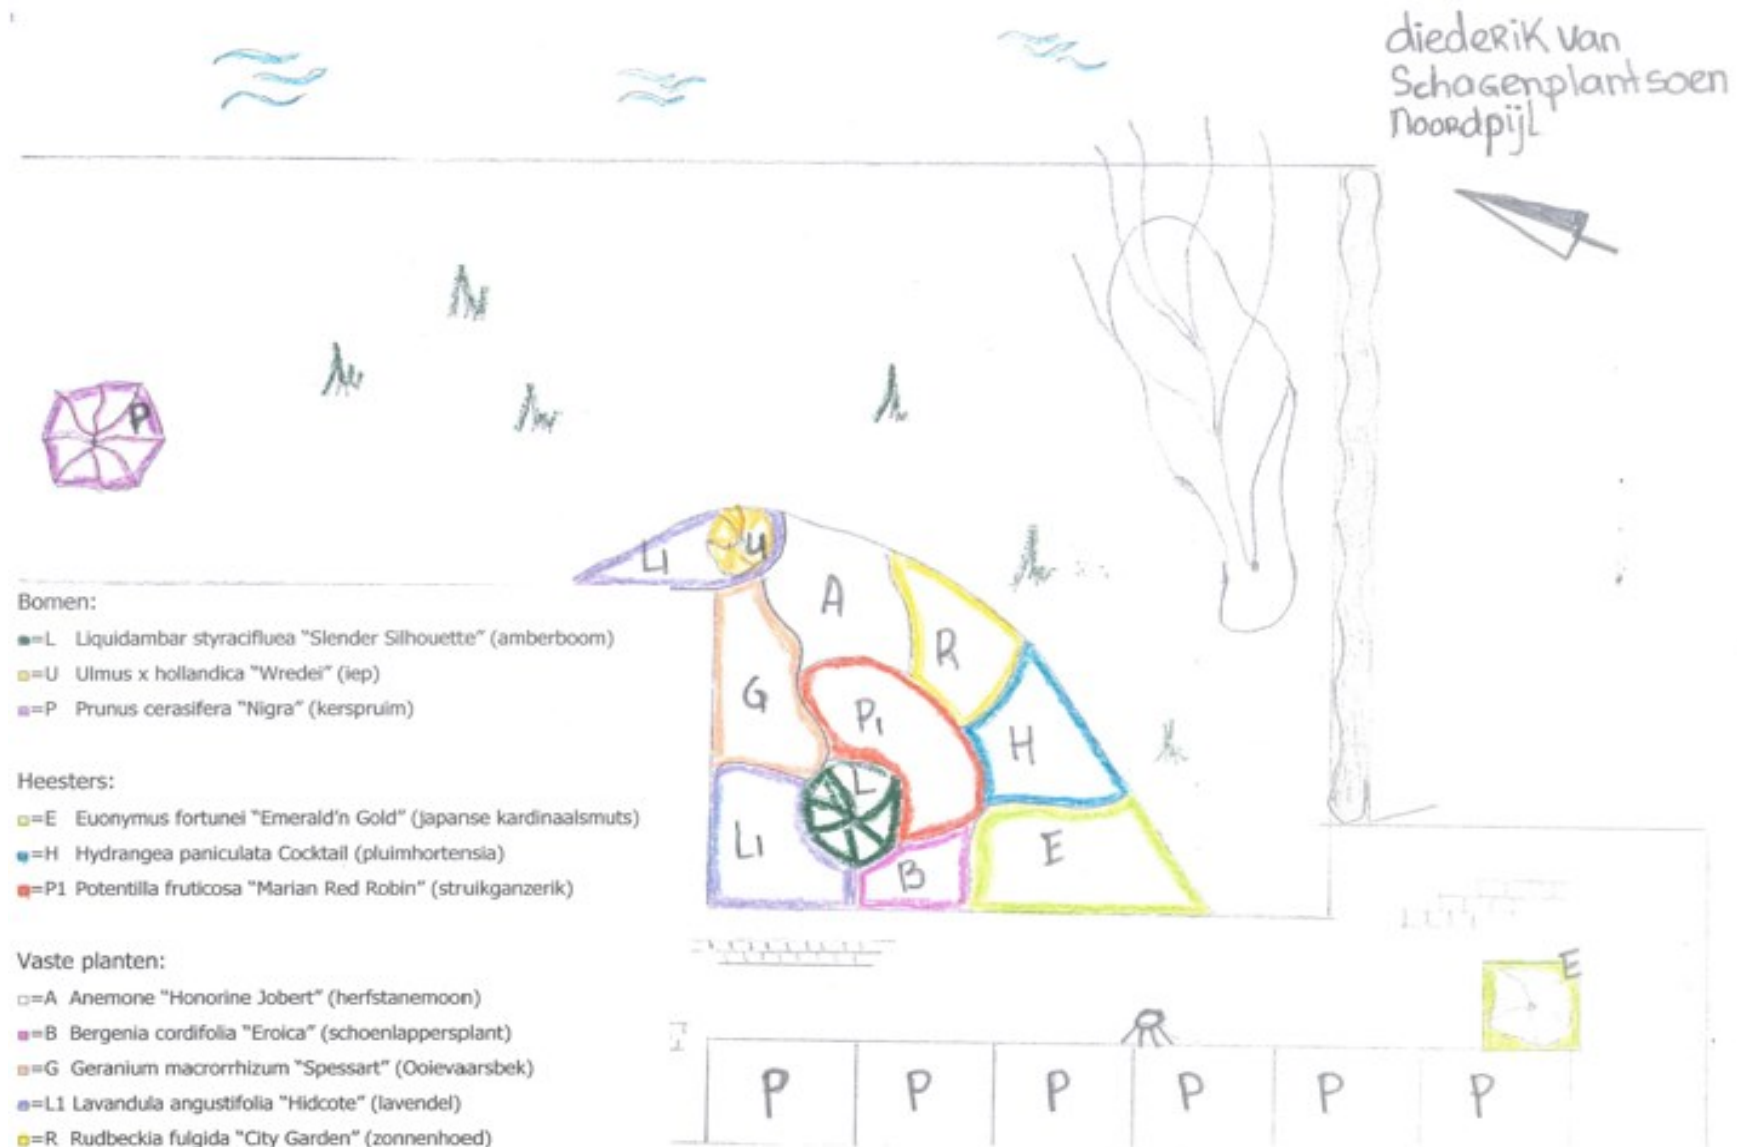 diedeRiK Van
Schagenplantsoen
Noordpijl
P
L1
U
A
R
G
P1
H
L
L1
B
E
E
P
P
P
P
P
P
Bomen:
=L Liquidambar styracifluea "Slender Silhouette" (amberboom)
=U Ulmus x hollandica "Wredei" (iep)
=P Prunus cerasifera "Nigra" (kerspruim)
Heesters:
=E Euonymus fortunei "Emerald'n Gold" (japanse kardinaalsmuts)
=H Hydrangea paniculata Cocktail (pluimhortensia)
=P1 Potentilla fruticosa "Marian Red Robin" (struikganzerik)
Vaste planten:
=A Anemone "Honorine Jobert" (herfstanemoon)
=B Bergenia cordifolia "Eroica" (schoenlappersplant)
=G Geranium macrorrhizum "Spessart" (Ooievaarsbek)
=L1 Lavandula angustifolia "Hidcote" (lavendel)
=R Rudbeckia fulgida "City Garden" (zonnenhoed)